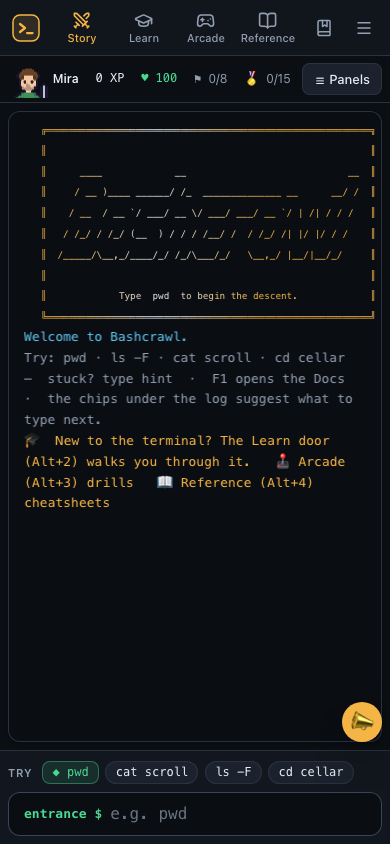 Story
Learn
Arcade
Reference
Mira
0 XP
♥ 100
⚑ 0/8
🏅 0/15
≡ Panels
Type pwd to begin the descent.
Welcome to Bashcrawl.
Try: pwd · ls −F · cat scroll · cd cellar
— stuck? type hint · F1 opens the Docs
· the chips under the log suggest what to
type next.
🎓 New to the terminal? The Learn door
(Alt+2) walks you through it. 🕹️ Arcade
(Alt+3) drills 📖 Reference (Alt+4)
cheatsheets
TRY
◆ pwd
cat scroll
ls −F
cd cellar
entrance $ e.g. pwd